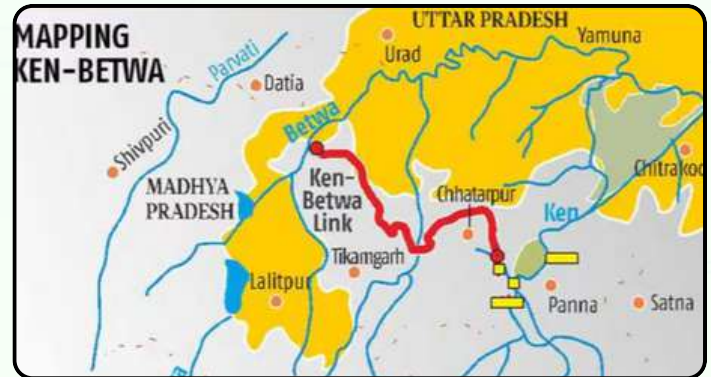 MAPPING
KEN-BETWA
UTTAR PRADESH
Yamuna
Urad
Parvati
Datia
Betwa
Shivpuri
Chitrakoo
MADHYA
PRADESH
Ken-
Betwa
Link
Chhatarpur
Ken
Tikamgarh
Lalitpur
Panna
Satna